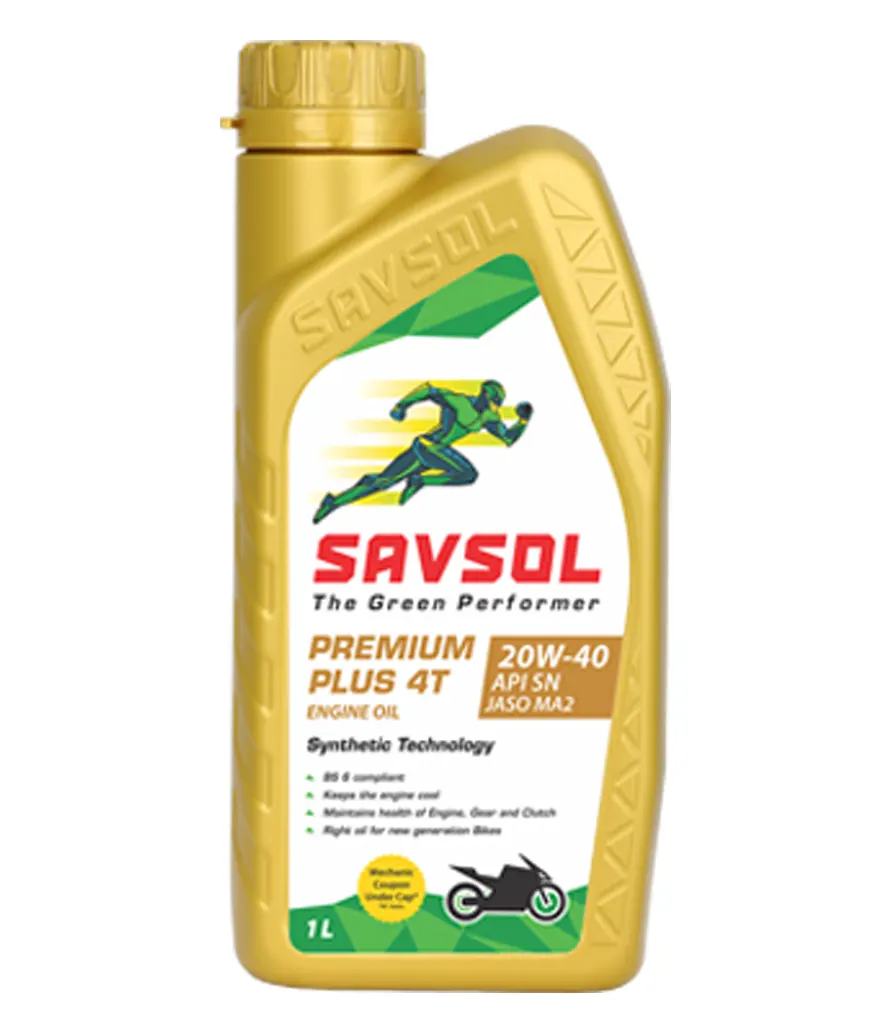 SAVSOL
SAVSOL
The Green Performer
PREMIUM
PLUS 4T
ENGINE OIL
20W-40
API SN
JASO MA2
Synthetic Technology
BS 6 compliant
Keeps the engine cool
Maintains health of Engine, Gear and Clutch
Right oil for new generation Bikes
Mechanic
Coupon
Under Cap*
1L